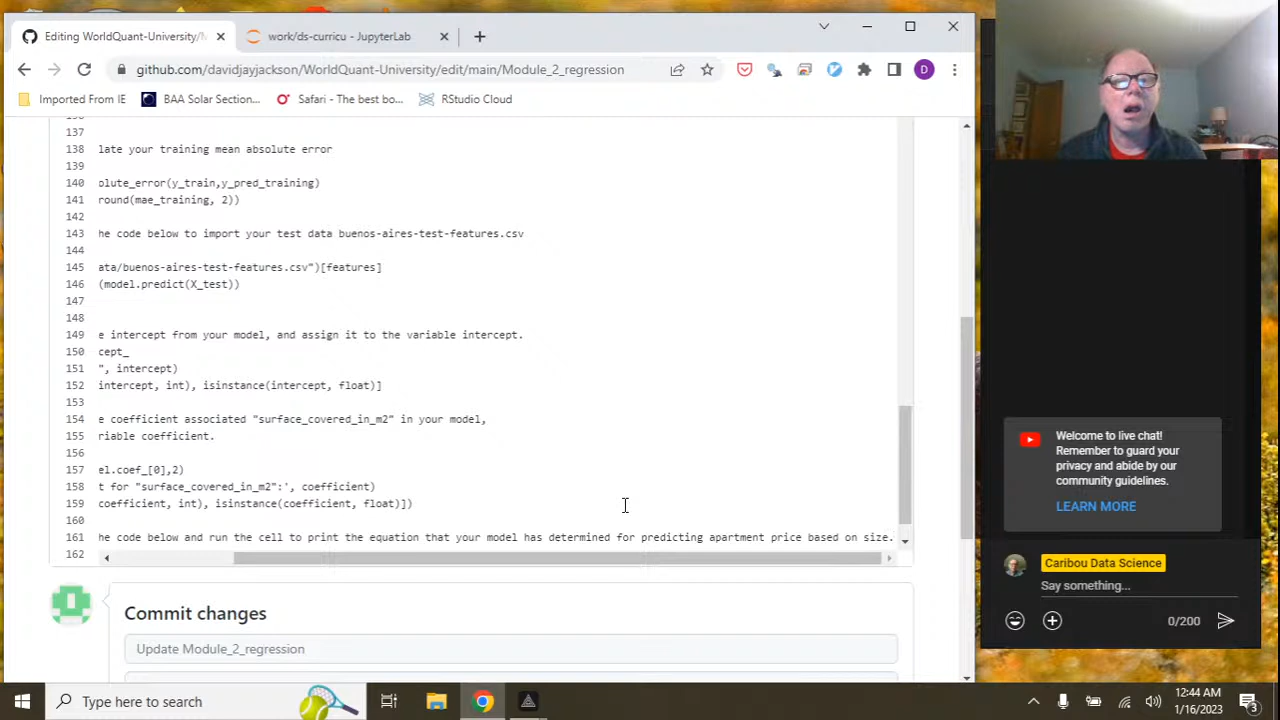 Editing WorldQuant-University/M
work/ds-curricu - JupyterLab
github.com/davidjayjackson/WorldQuant-University/edit/main/Module_2_regression
D
Imported From IE
BAA Solar Section...
Safari - The best bo...
RStudio Cloud
137
138 late your training mean absolute error
139
140 olute_error(y_train,y_pred_training)
141 round(mae_training, 2))
142
143 he code below to import your test data buenos-aires-test-features.csv
144
145 ata/buenos-aires-test-features.csv")[features]
146 (model.predict(X_test))
147
148
149 e intercept from your model, and assign it to the variable intercept.
150 cept_
151 ", intercept)
152 intercept, int), isinstance(intercept, float)]
153
154 e coefficient associated "surface_covered_in_m2" in your model,
155 riable coefficient.
156
157 el.coef_[0],2)
158 t for "surface_covered_in_m2":', coefficient)
159 coefficient, int), isinstance(coefficient, float)])
160
161 he code below and run the cell to print the equation that your model has determined for predicting apartment price based on size.
162
Commit changes
Update Module_2_regression
Welcome to live chat!
Remember to guard your
privacy and abide by our
community guidelines.
LEARN MORE
Caribou Data Science
Say something...
0/200
Type here to search
12:44 AM
1/16/2023
3